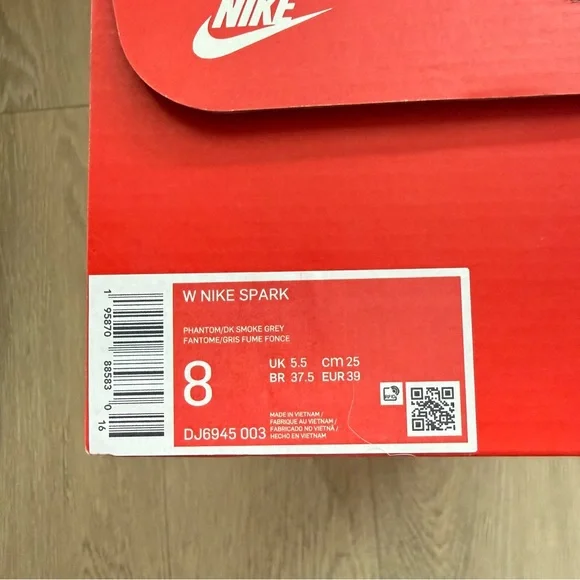 NIKE
W NIKE SPARK
PHANTOM/DK SMOKE GREY
FANTOME/GRIS FUME FONCE
8
UK 5.5 cm 25
BR 37.5 EUR 39
DJ6945 003
MADE IN VIETNAM /
FABRIQUE AU VIETNAM /
FABRICADO NO VIETNÃ /
HECHO EN VIETNAM
1 95870 88583 0 16